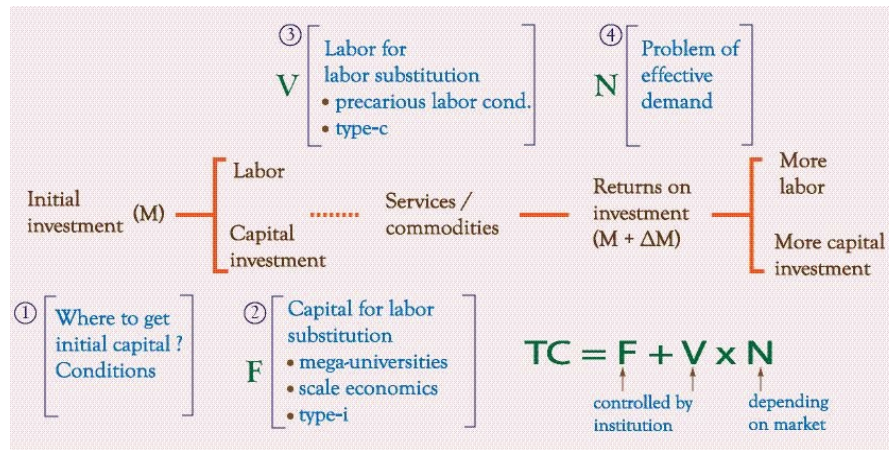 ③
V
Labor for
labor substitution
• precarious labor cond.
• type-c
④
N
Problem of
effective
demand
Initial
investment (M)
Labor
Capital
investment
Services /
commodities
Returns on
investment
(M + ΔM)
More
labor
More capital
investment
①
Where to get
initial capital ?
Conditions
②
F
Capital for labor
substitution
• mega-universities
• scale economics
• type-i
TC = F + V x N
controlled by
institution
depending
on market